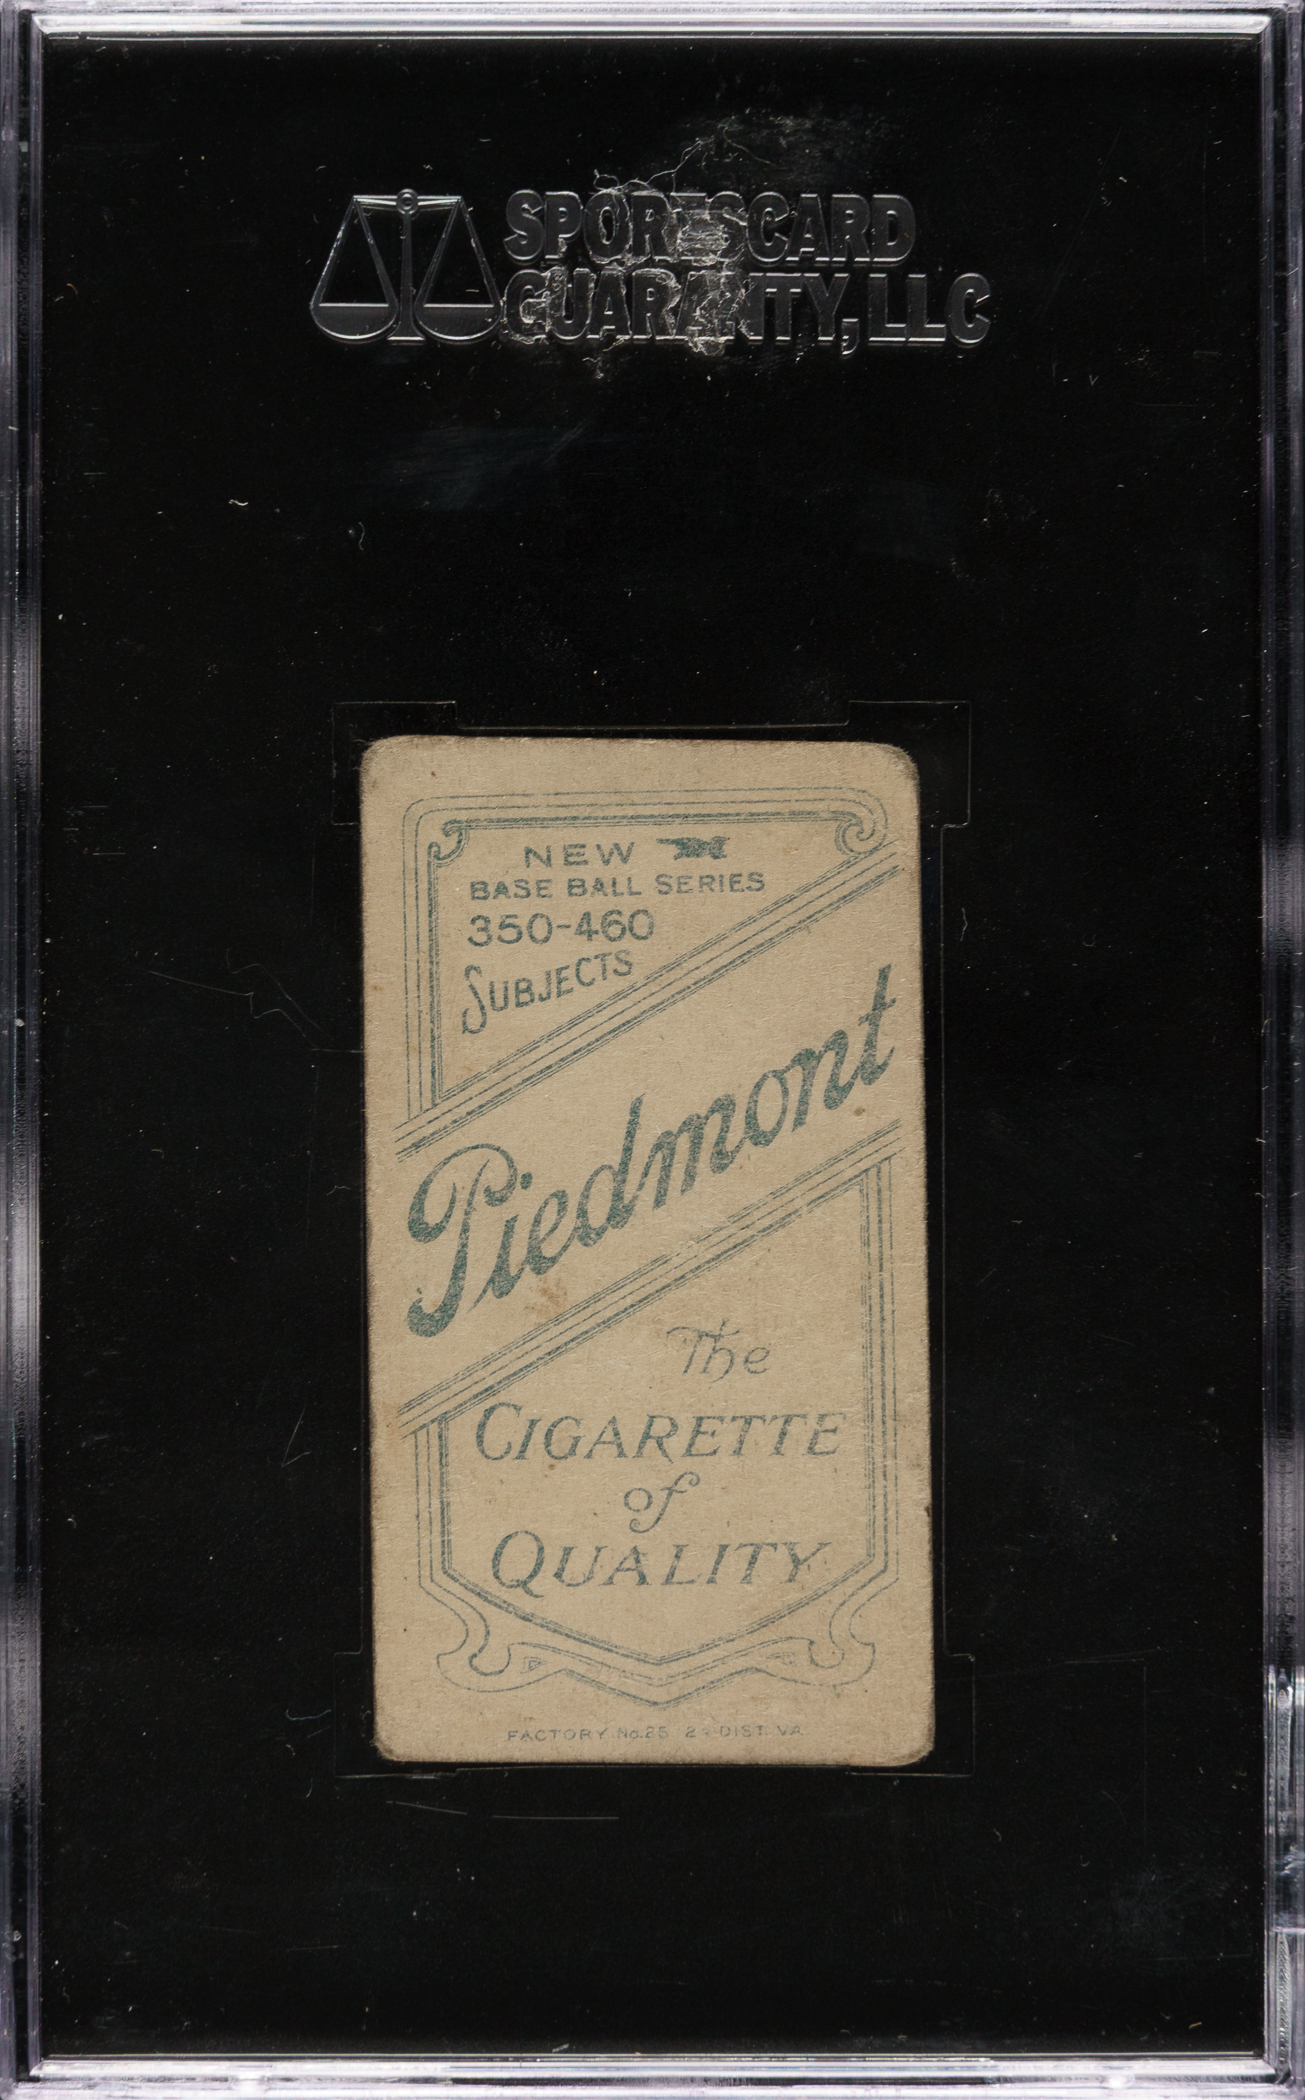 SPORTSCARD
GUARANTY, LLC
NEW
BASE BALL SERIES
350-460
SUBJECTS
Piedmont
The
CIGARETTE
of
QUALITY
FACTORY No.25 2D DIST. VA.